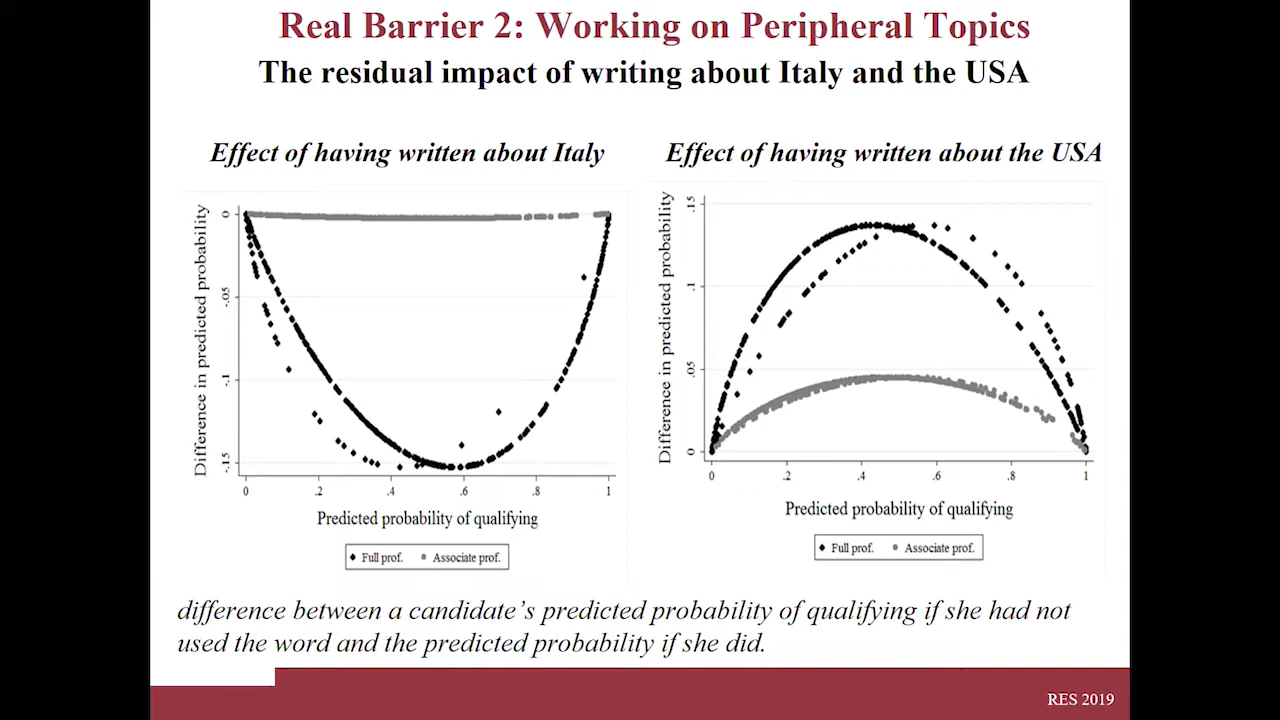 Real Barrier 2: Working on Peripheral Topics
The residual impact of writing about Italy and the USA
Effect of having written about Italy
Difference in predicted probability
0
-.05
-.1
-.15
0 .2 .4 .6 .8 1
Predicted probability of qualifying
Full prof. Associate prof.
Effect of having written about the USA
Difference in predicted probability
.15
.1
.05
0
0 .2 .4 .6 .8 1
Predicted probability of qualifying
Full prof. Associate prof.
difference between a candidate’s predicted probability of qualifying if she had not
used the word and the predicted probability if she did.
RES 2019